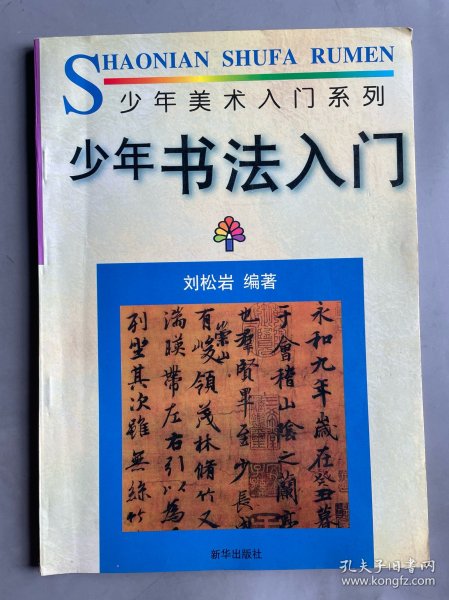 SHAONIAN SHUFA RUMEN
少年美术入门系列
少年书法入门
刘松岩 编著
永和九年歲在癸丑暮
于會稽山陰之蘭亭
也羣賢畢至少長
崇山
有峻領茂林脩竹又
湍暎帶左右引以為
列坐其次雖無絲竹
新华出版社
孔夫子旧书网
www.kongfz.com